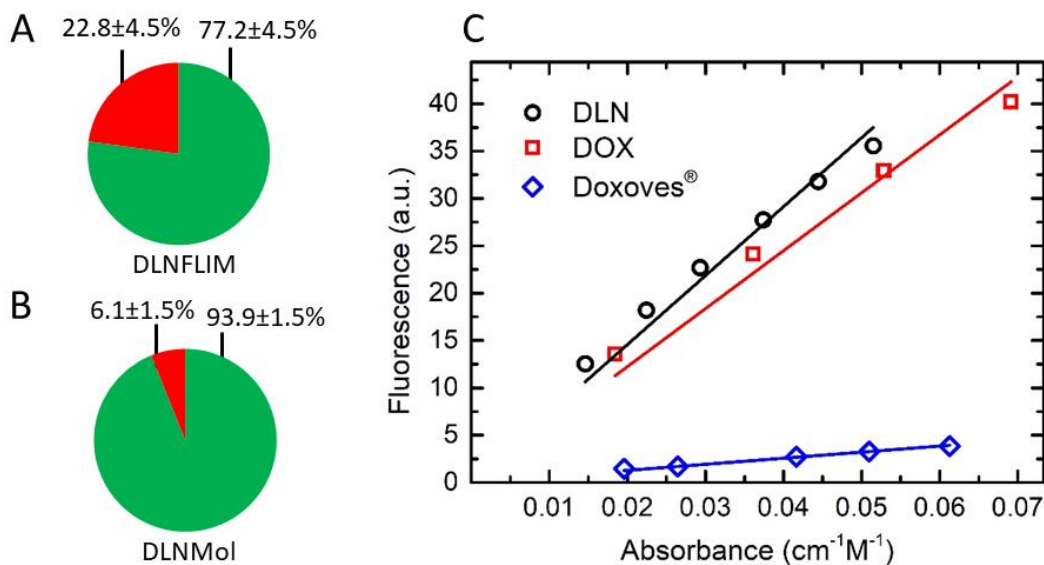 A
22.8±4.5% 77.2±4.5%
DLNFLIM
B
6.1±1.5% 93.9±1.5%
DLNMol
C
DLN
DOX
Doxoves®
Fluorescence (a.u.)
40
35
30
25
20
15
10
5
0
0.01 0.02 0.03 0.04 0.05 0.06 0.07
Absorbance (cm⁻¹M⁻¹)